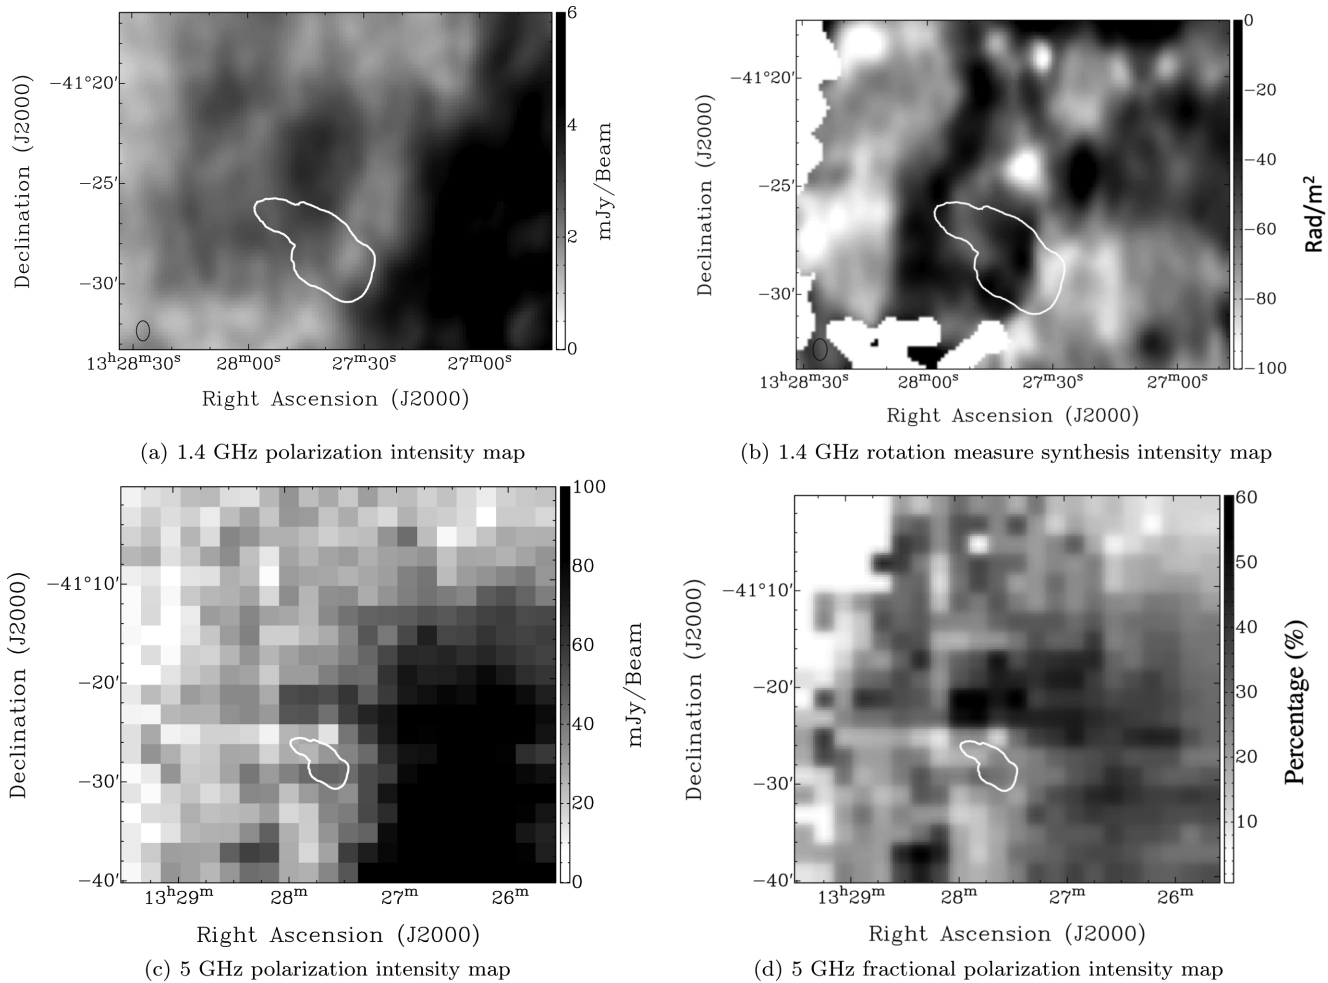 6
−41°20′
−25′
−30′
4
2
0
mJy/Beam
Declination (J2000)
13ʰ28ᵐ30ˢ 28ᵐ00ˢ 27ᵐ30ˢ 27ᵐ00ˢ
Right Ascension (J2000)
(a) 1.4 GHz polarization intensity map
0
−20
−40
−60
−80
−100
Rad/m²
−41°20′
−25′
−30′
Declination (J2000)
13ʰ28ᵐ30ˢ 28ᵐ00ˢ 27ᵐ30ˢ 27ᵐ00ˢ
Right Ascension (J2000)
(b) 1.4 GHz rotation measure synthesis intensity map
100
80
60
40
20
0
mJy/Beam
−41°10′
−20′
−30′
−40′
Declination (J2000)
13ʰ29ᵐ 28ᵐ 27ᵐ 26ᵐ
Right Ascension (J2000)
(c) 5 GHz polarization intensity map
60
50
40
30
20
10
Percentage (%)
−41°10′
−20′
−30′
−40′
Declination (J2000)
13ʰ29ᵐ 28ᵐ 27ᵐ 26ᵐ
Right Ascension (J2000)
(d) 5 GHz fractional polarization intensity map